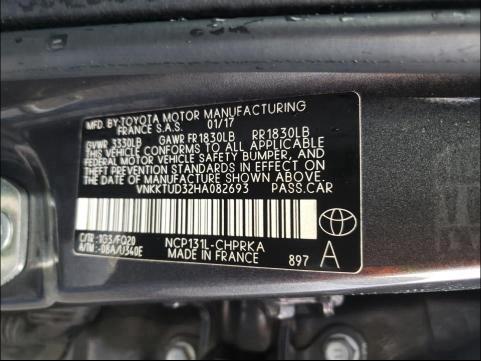 MFD.BY:TOYOTA MOTOR MANUFACTURING
FRANCE S.A.S. 01/17
GVWR 3330LB GAWR FR1830LB RR1830LB
THIS VEHICLE CONFORMS TO ALL APPLICABLE
FEDERAL MOTOR VEHICLE SAFETY, BUMPER, AND
THEFT PREVENTION STANDARDS IN EFFECT ON
THE DATE OF MANUFACTURE SHOWN ABOVE.
VNKKTUD32HA082693 PASS.CAR
C/TR:1G3/FQ20 NCP131L-CHPRKA
A/TM:-DBA/U340E MADE IN FRANCE 897 A